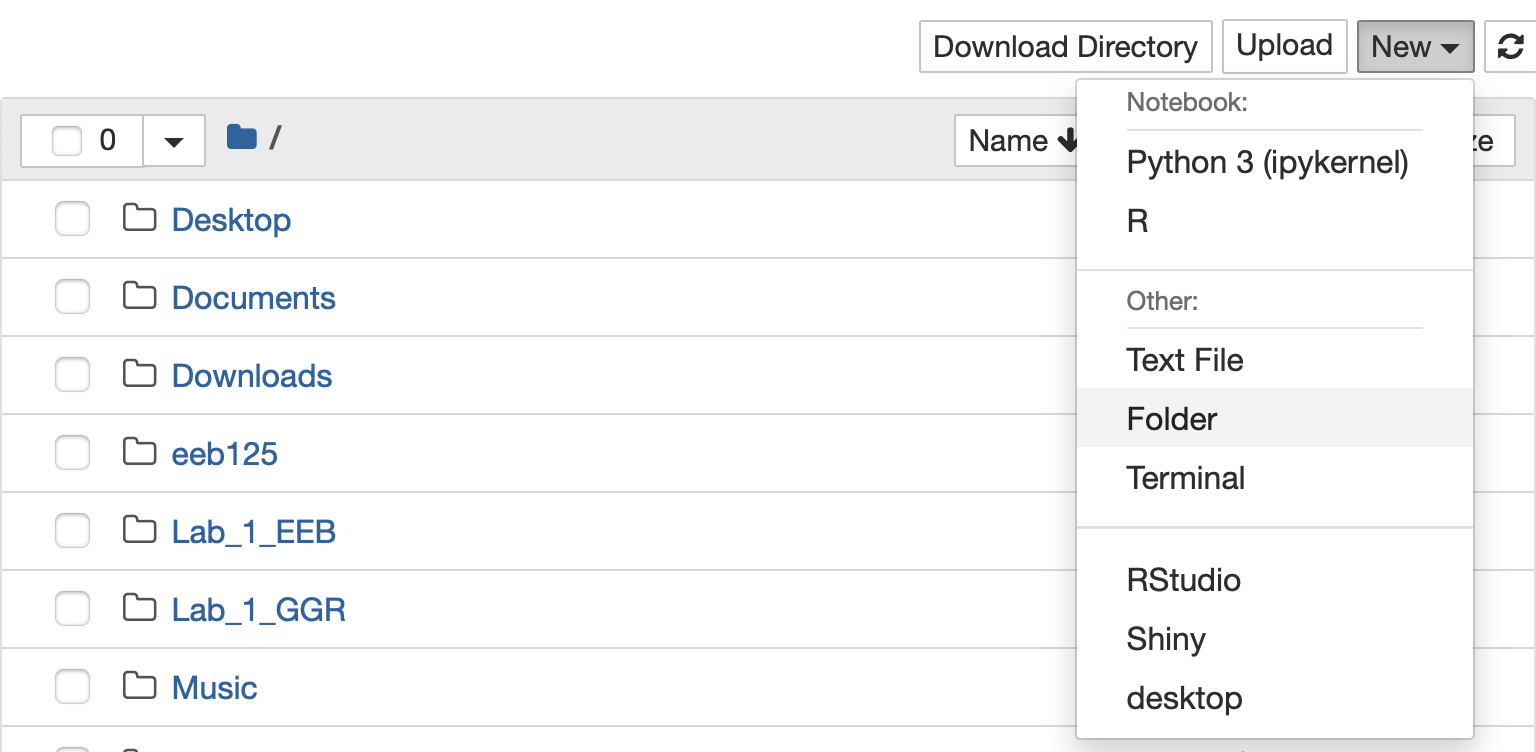 Download Directory Upload New
0 / Name ze
Notebook:
Python 3 (ipykernel)
R
Other:
Text File
Folder
Terminal
RStudio
Shiny
desktop
Desktop
Documents
Downloads
eeb125
Lab_1_EEB
Lab_1_GGR
Music